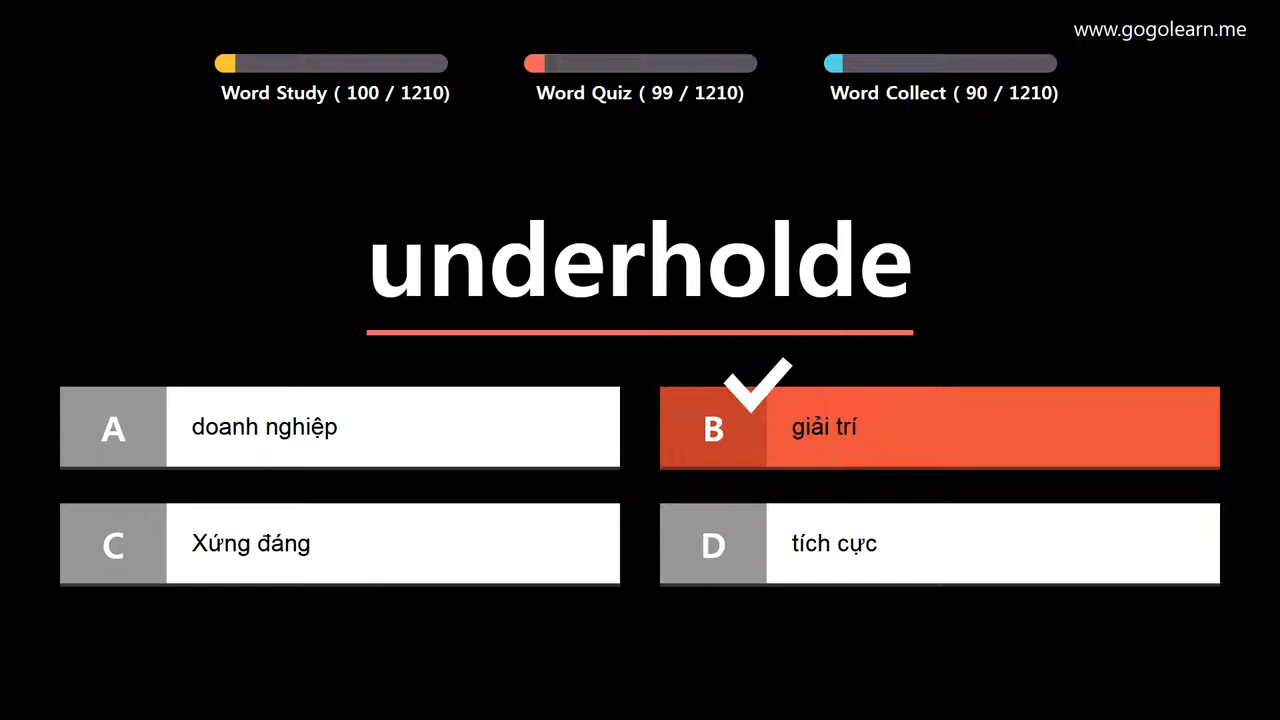 www.gogolearn.me
Word Study ( 100 / 1210)
Word Quiz ( 99 / 1210)
Word Collect ( 90 / 1210)
underholde
A
doanh nghiệp
B
giải trí
C
Xứng đáng
D
tích cực